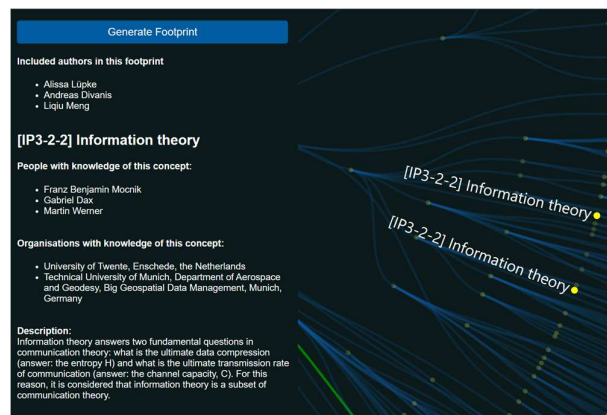 Generate Footprint
Included authors in this footprint
Alissa Lüpke
Andreas Divanis
Liqiu Meng
[IP3-2-2] Information theory
People with knowledge of this concept:
Franz Benjamin Mocnik
Gabriel Dax
Martin Werner
Organisations with knowledge of this concept:
University of Twente, Enschede, the Netherlands
Technical University of Munich, Department of Aerospace
and Geodesy, Big Geospatial Data Management, Munich,
Germany
Description:
Information theory answers two fundamental questions in
communication theory: what is the ultimate data compression
(answer: the entropy H) and what is the ultimate transmission rate
of communication (answer: the channel capacity, C). For this
reason, it is considered that information theory is a subset of
communication theory.
[IP3-2-2] Information theory
[IP3-2-2] Information theory